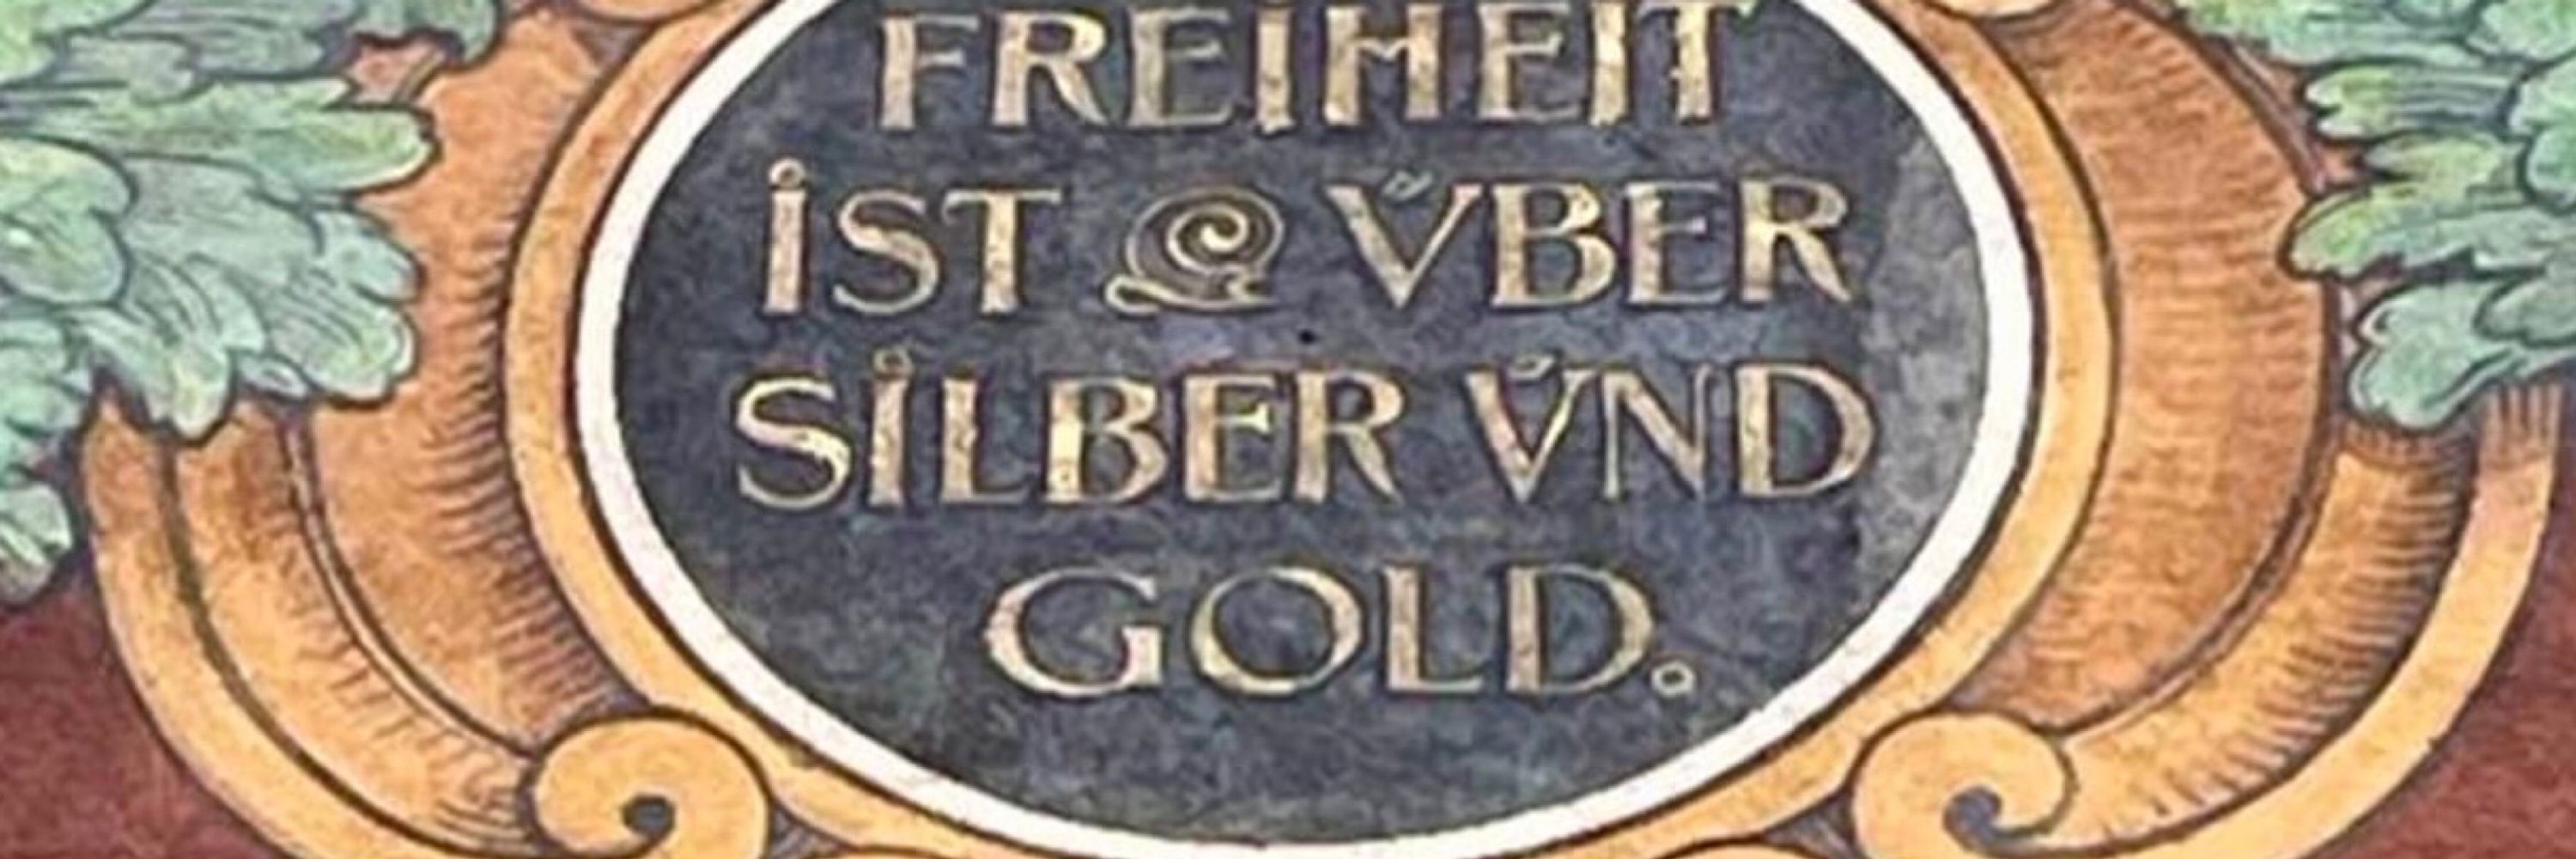 FREIHEIT
IST VBER
SILBER VND
GOLD.